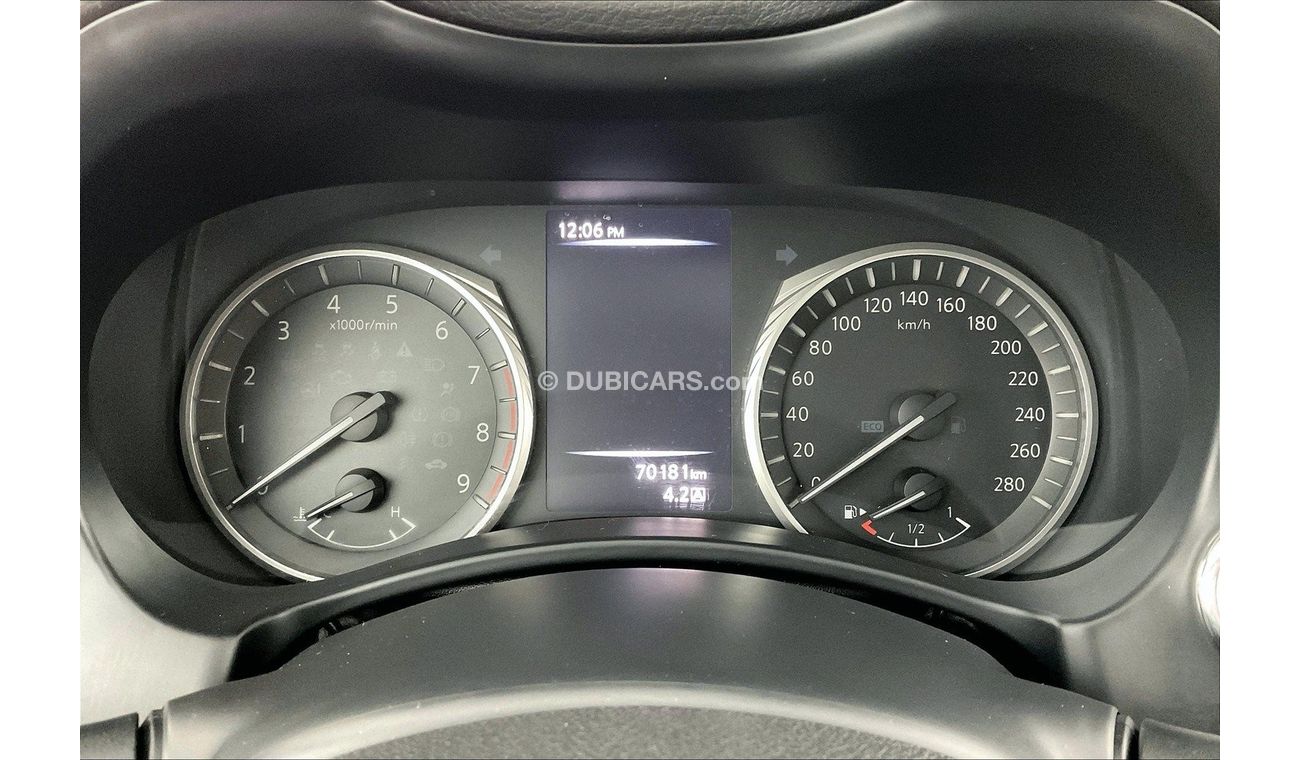 12:06 PM
4 5
3 x1000r/min 6
2 7
1 8
0 9
H
© DUBICARS.com
70181 km
4.2 A
120 140 160
100 km/h 180
80 200
60 220
40 ECO 240
20 260
0 280
1/2 1